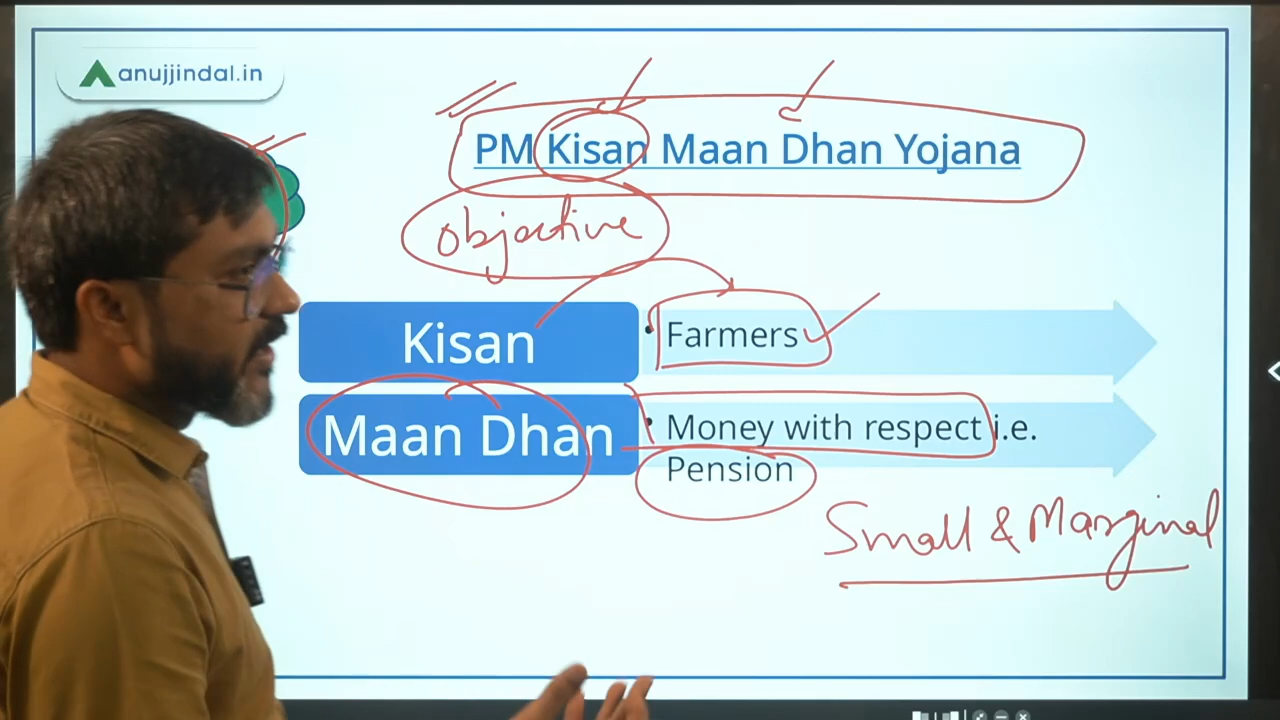 anujjindal.in
PM Kisan Maan Dhan Yojana
Objective
Kisan
• Farmers
Maan Dhan
• Money with respect i.e.
Pension
Small & Marginal